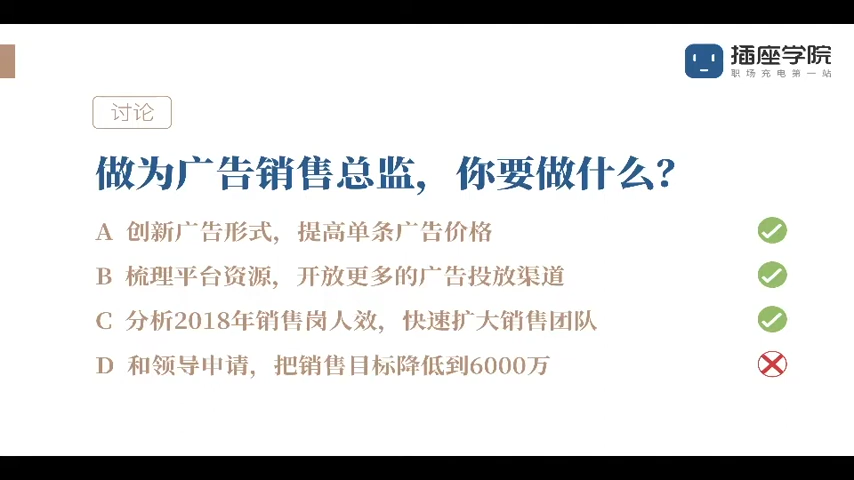 插座学院
职场充电第一站
讨论
做为广告销售总监，你要做什么？
A 创新广告形式，提高单条广告价格
B 梳理平台资源，开放更多的广告投放渠道
C 分析2018年销售岗人效，快速扩大销售团队
D 和领导申请，把销售目标降低到6000万